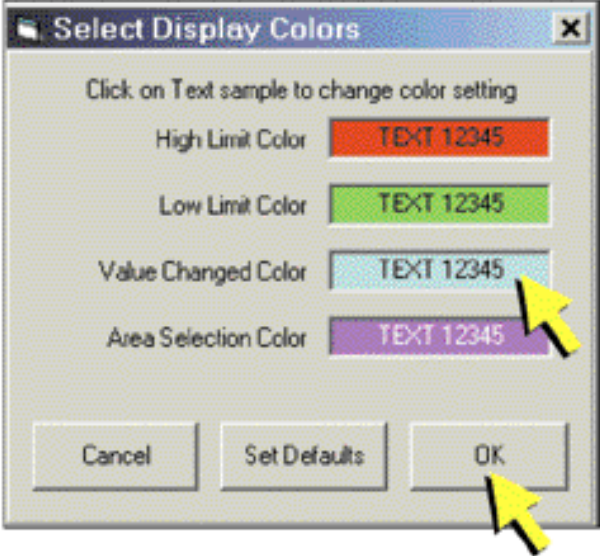 Select Display Colors
Click on Text sample to change color setting
High Limit Color TEXT 12345
Low Limit Color TEXT 12345
Value Changed Color TEXT 12345
Area Selection Color TEXT 12345
Cancel Set Defaults OK